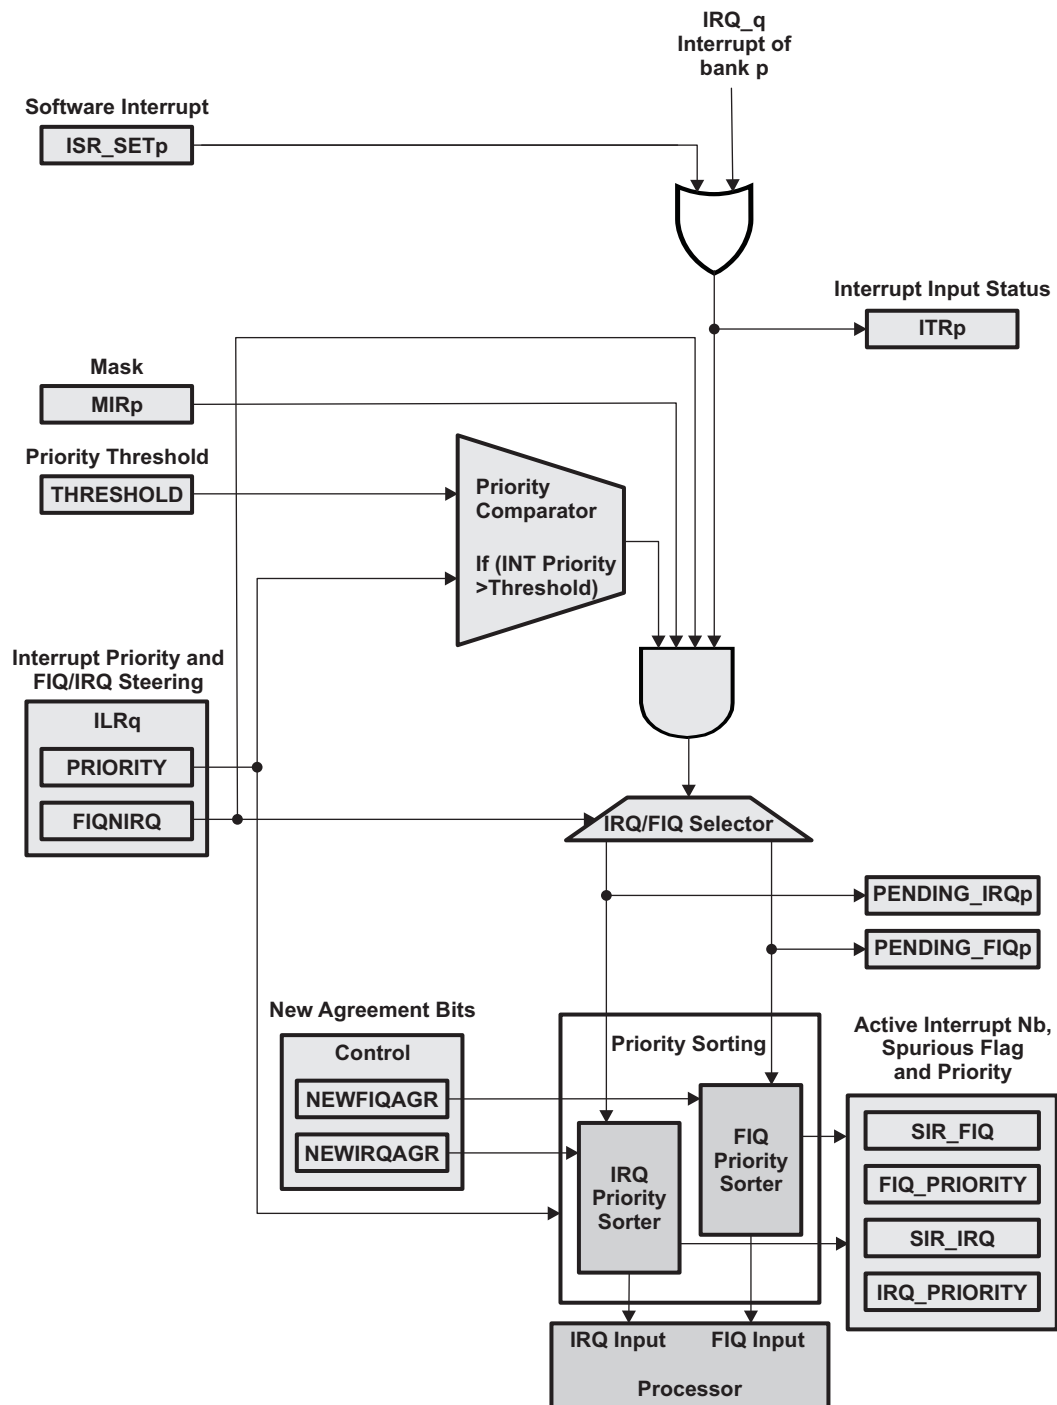 IRQ_q
Interrupt of
bank p
Software Interrupt
ISR_SETp
Interrupt Input Status
ITRp
Mask
MIRp
Priority Threshold
THRESHOLD
Priority
Comparator
If (INT Priority
>Threshold)
Interrupt Priority and
FIQ/IRQ Steering
ILRq
PRIORITY
FIQNIRQ
IRQ/FIQ Selector
PENDING_IRQp
PENDING_FIQp
New Agreement Bits
Control
NEWFIQAGR
NEWIRQAGR
Priority Sorting
IRQ
Priority
Sorter
FIQ
Priority
Sorter
Active Interrupt Nb,
Spurious Flag
and Priority
SIR_FIQ
FIQ_PRIORITY
SIR_IRQ
IRQ_PRIORITY
IRQ Input
FIQ Input
Processor